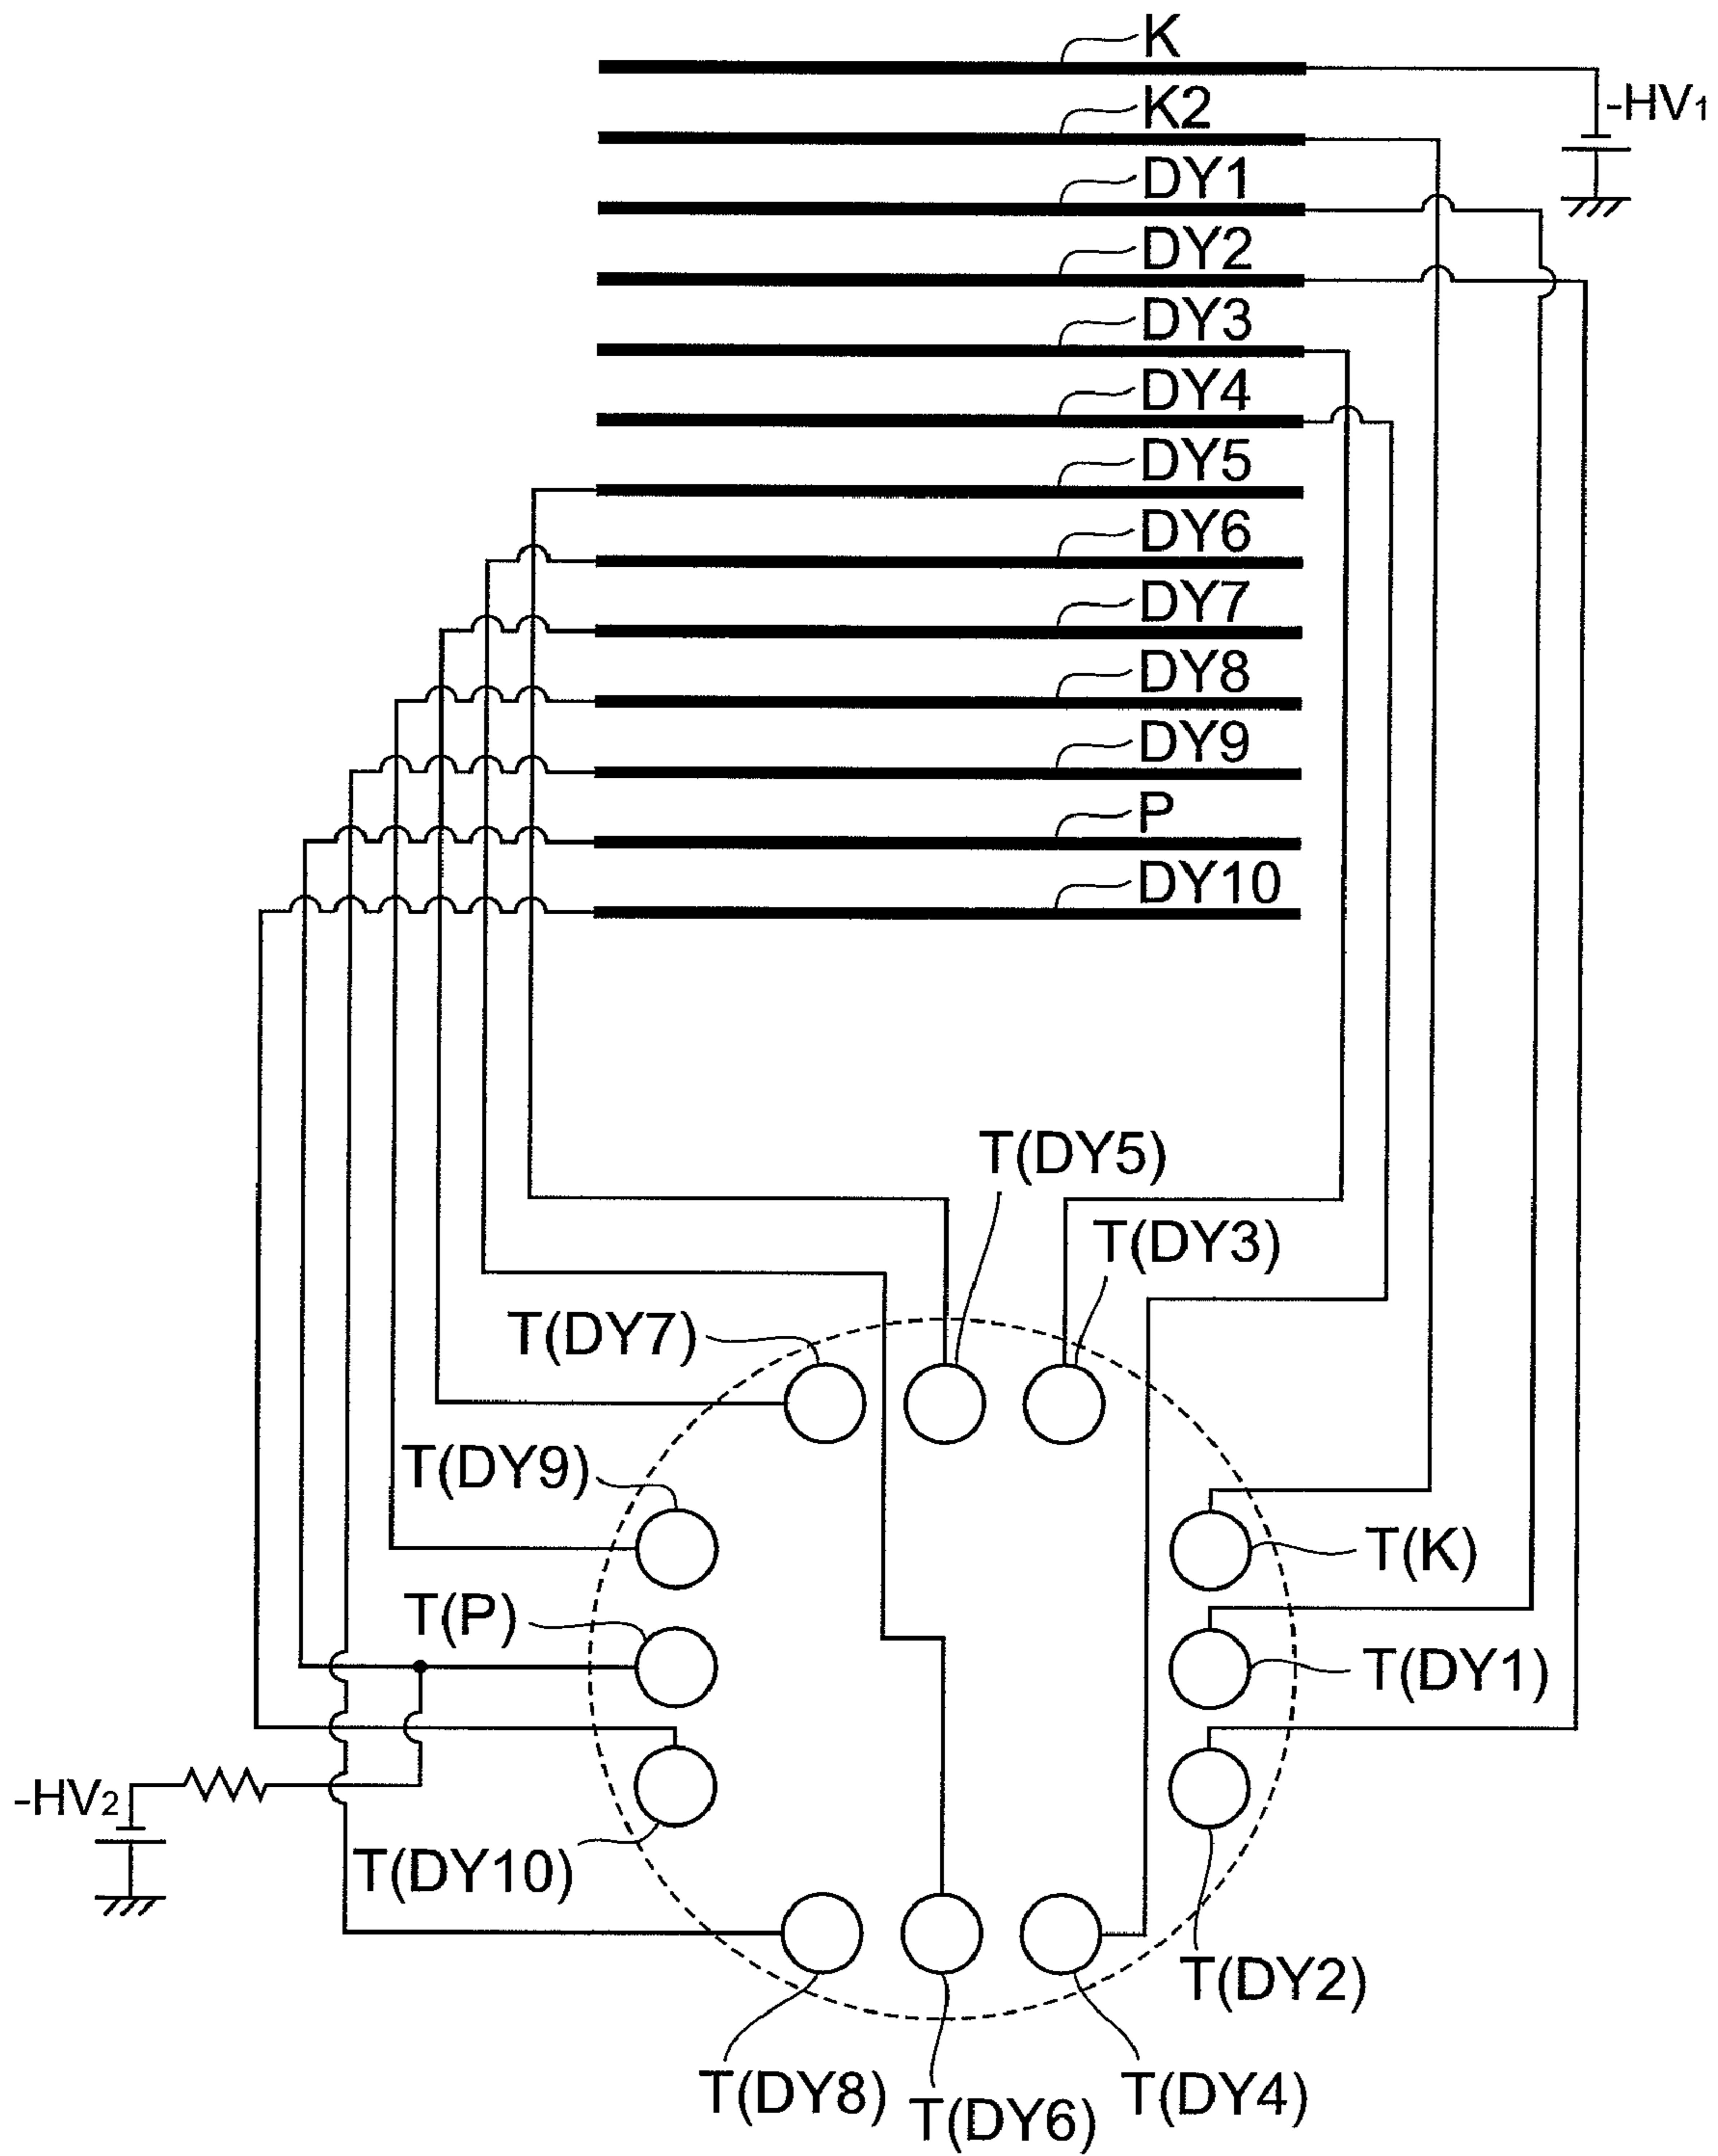 K
K2
-HV1
DY1
DY2
DY3
DY4
DY5
DY6
DY7
DY8
DY9
P
DY10
T(DY5)
T(DY3)
T(DY7)
T(DY9)
T(K)
T(P)
T(DY1)
-HV2
T(DY10)
T(DY2)
T(DY8)
T(DY6)
T(DY4)